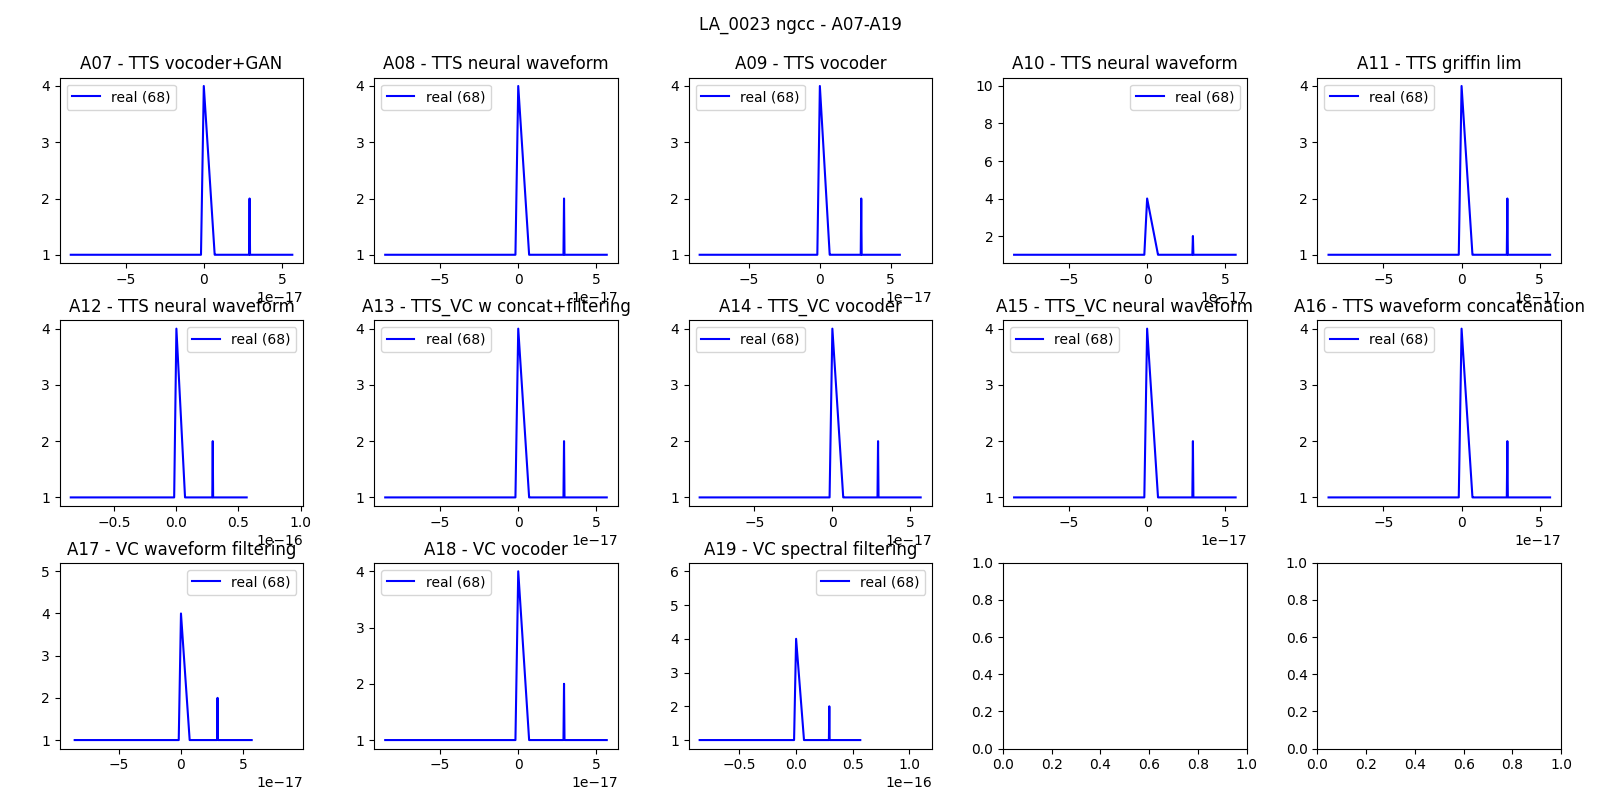 LA_0023 ngcc - A07-A19
A07 - TTS vocoder+GAN
A08 - TTS neural waveform
A09 - TTS vocoder
A10 - TTS neural waveform
A11 - TTS griffin lim
4
3
2
1
real (68)
−5 0 5
1e−17
4
3
2
1
real (68)
−5 0 5
1e−17
4
3
2
1
real (68)
−5 0 5
1e−17
10
8
6
4
2
real (68)
−5 0 5
1e−17
4
3
2
1
real (68)
−5 0 5
1e−17
A12 - TTS neural waveform
A13 - TTS_VC w concat+filtering
A14 - TTS_VC vocoder
A15 - TTS_VC neural waveform
A16 - TTS waveform concatenation
4
3
2
1
real (68)
−0.5 0.0 0.5 1.0
1e−16
4
3
2
1
real (68)
−5 0 5
1e−17
4
3
2
1
real (68)
−5 0 5
1e−17
4
3
2
1
real (68)
−5 0 5
1e−17
4
3
2
1
real (68)
−5 0 5
1e−17
A17 - VC waveform filtering
A18 - VC vocoder
A19 - VC spectral filtering
5
4
3
2
1
real (68)
−5 0 5
1e−17
4
3
2
1
real (68)
−5 0 5
1e−17
6
5
4
3
2
1
real (68)
−0.5 0.0 0.5 1.0
1e−16
1.0
0.8
0.6
0.4
0.2
0.0
0.0 0.2 0.4 0.6 0.8 1.0
1.0
0.8
0.6
0.4
0.2
0.0
0.0 0.2 0.4 0.6 0.8 1.0